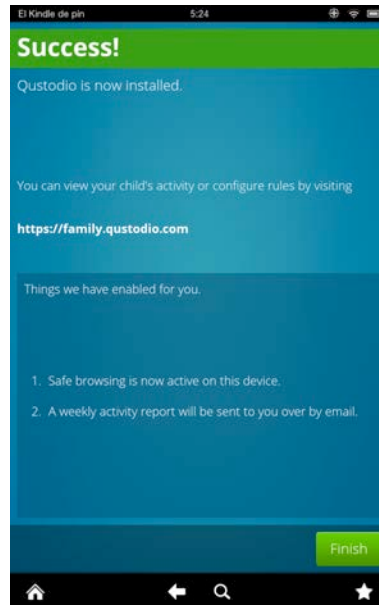 El Kindle de pin 5:24
Success!
Qustodio is now installed.
You can view your child's activity or configure rules by visiting
https://family.qustodio.com
Things we have enabled for you.
1. Safe browsing is now active on this device.
2. A weekly activity report will be sent to you over by email.
Finish